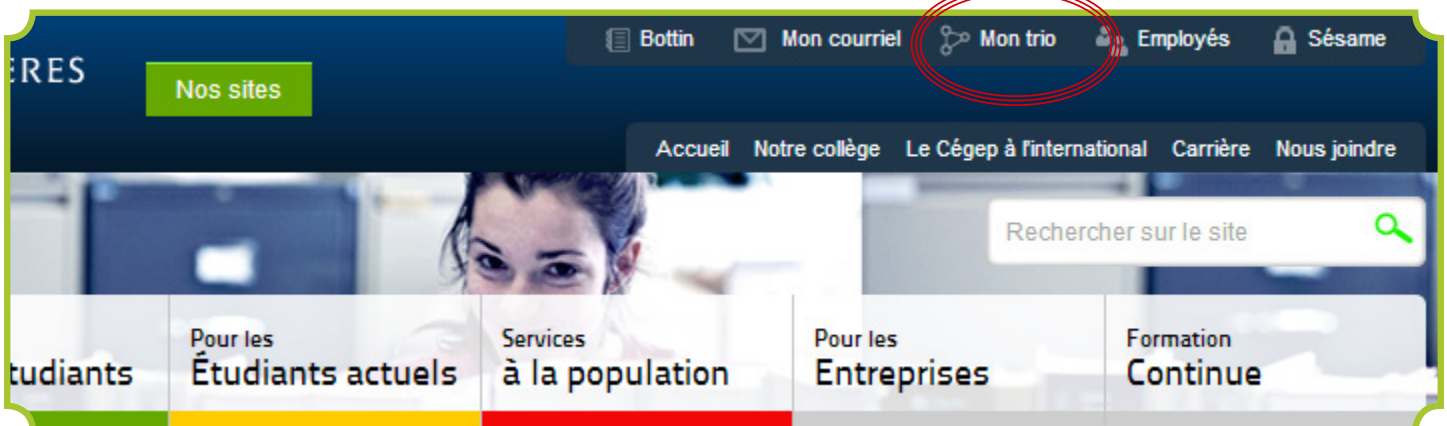 Bottin Mon courriel Mon trio Employés Sésame
ÈRES
Nos sites
Accueil Notre collège Le Cégep à l'international Carrière Nous joindre
Rechercher sur le site
tudiants
Pour les
Étudiants actuels
Services
à la population
Pour les
Entreprises
Formation
Continue